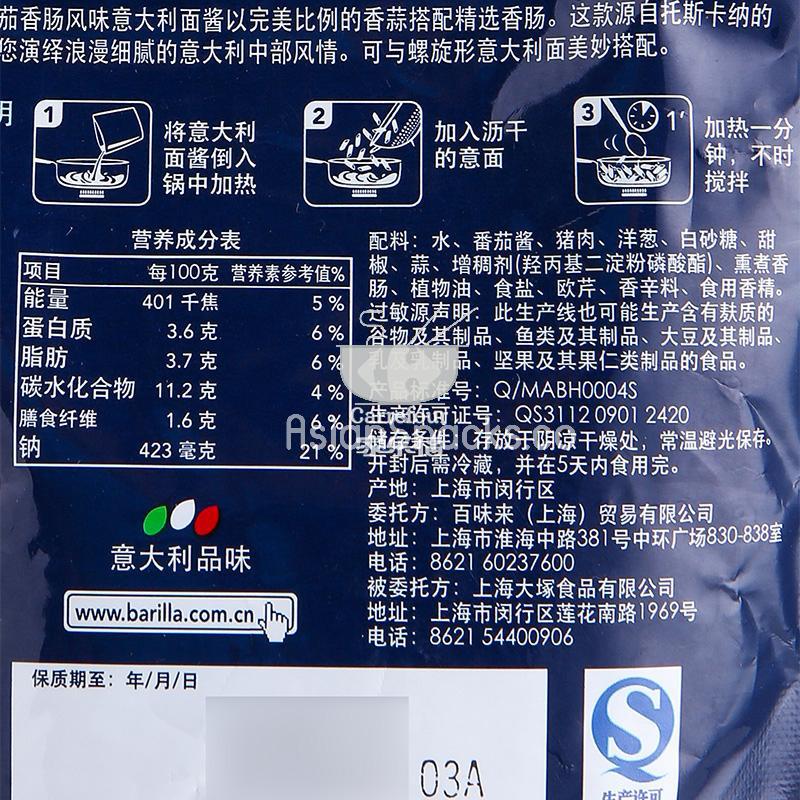 茄香肠风味意大利面酱以完美比例的香蒜搭配精选香肠。这款源自托斯卡纳的
您演绎浪漫细腻的意大利中部风情。可与螺旋形意大利面美妙搭配。
明
1
将意大利
面酱倒入
锅中加热
2
加入沥干
的意面
3
1'
加热一分
钟，不时
搅拌
营养成分表
项目 每100克 营养素参考值%
能量 401 千焦 5 %
蛋白质 3.6 克 6 %
脂肪 3.7 克 6 %
碳水化合物 11.2 克 4 %
膳食纤维 1.6 克 6 %
钠 423 毫克 21 %
配料：水、番茄酱、猪肉、洋葱、白砂糖、甜
椒、蒜、增稠剂(羟丙基二淀粉磷酸酯)、熏煮香
肠、植物油、食盐、欧芹、香辛料、食用香精。
过敏源声明：此生产线也可能生产含有麸质的
谷物及其制品、鱼类及其制品、大豆及其制品、
乳及乳制品、坚果及其果仁类制品的食品。
产品标准号：Q/MABH0004S
生产许可证号：QS3112 0901 2420
储存条件：存放于阴凉干燥处，常温避光保存。
开封后需冷藏，并在5天内食用完。
产地：上海市闵行区
委托方：百味来（上海）贸易有限公司
地址：上海市淮海中路381号中环广场830-838室
电话：8621 60237600
被委托方：上海大塚食品有限公司
地址：上海市闵行区莲花南路1969号
电话：8621 54400906
Carrefour
意大利品味
www.barilla.com.cn
保质期至：年/月/日
03A
S
生产许可